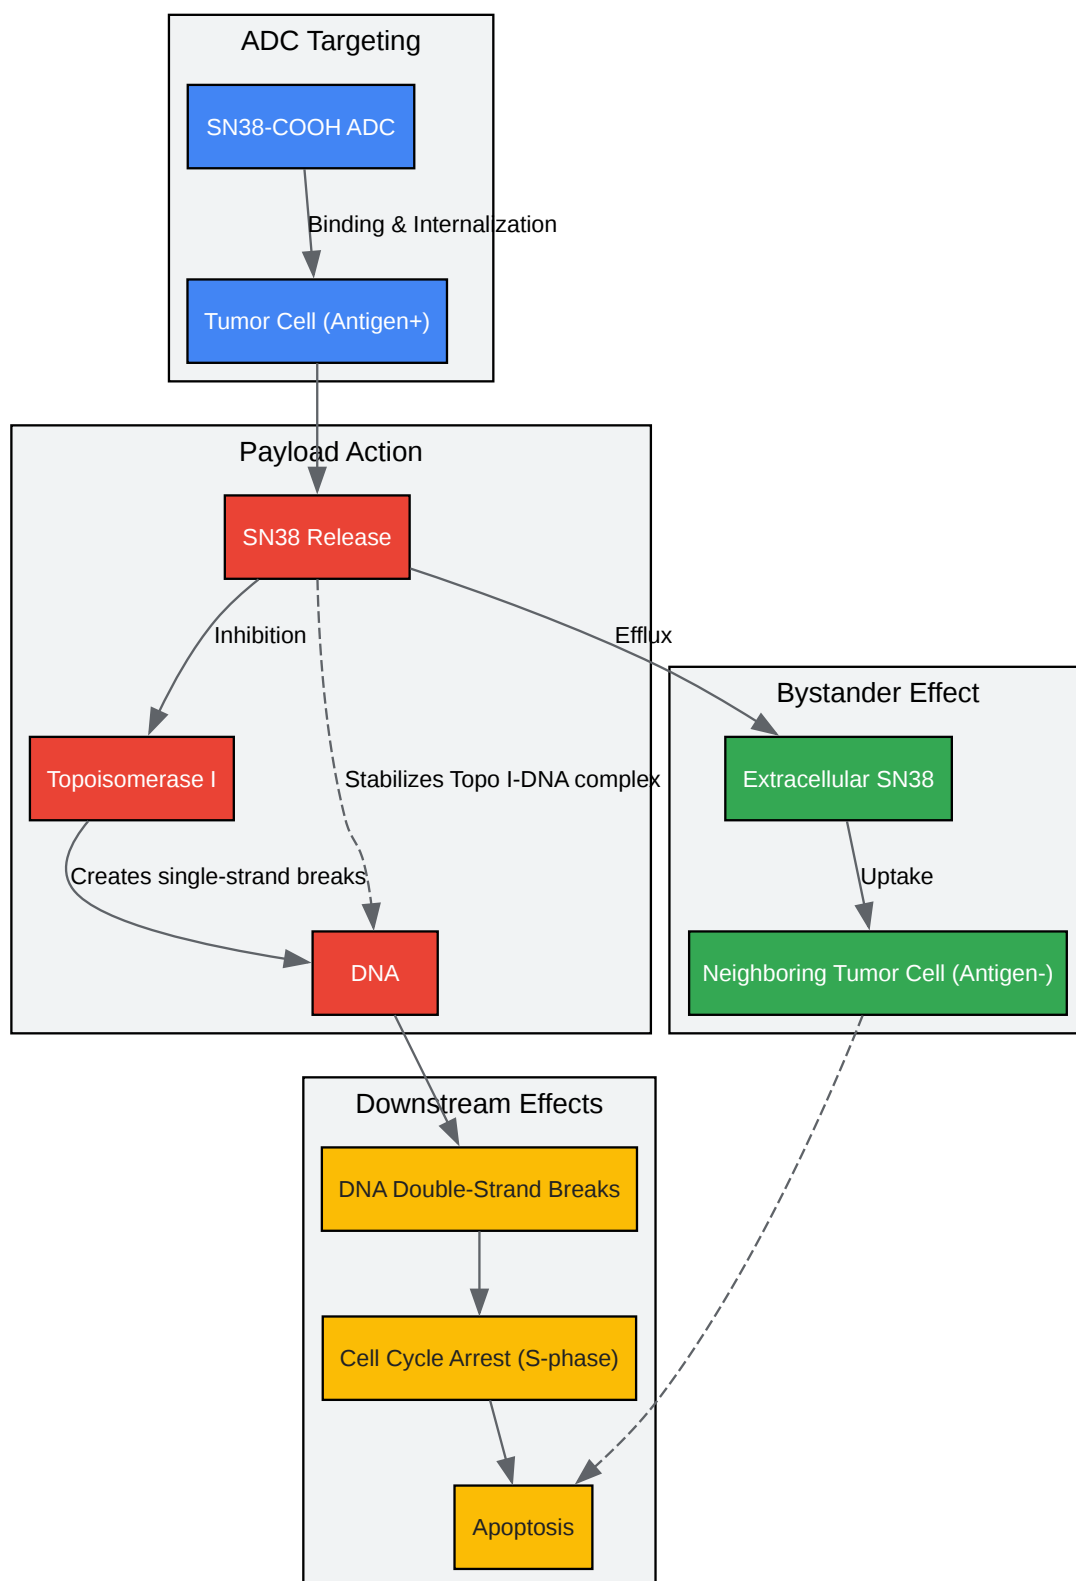 ADC Targeting
SN38-COOH ADC
Binding & Internalization
Tumor Cell (Antigen+)
Payload Action
SN38 Release
Inhibition
Efflux
Bystander Effect
Topoisomerase I
Stabilizes Topo I-DNA complex
Extracellular SN38
Creates single-strand breaks
Uptake
DNA
Neighboring Tumor Cell (Antigen-)
Downstream Effects
DNA Double-Strand Breaks
Cell Cycle Arrest (S-phase)
Apoptosis